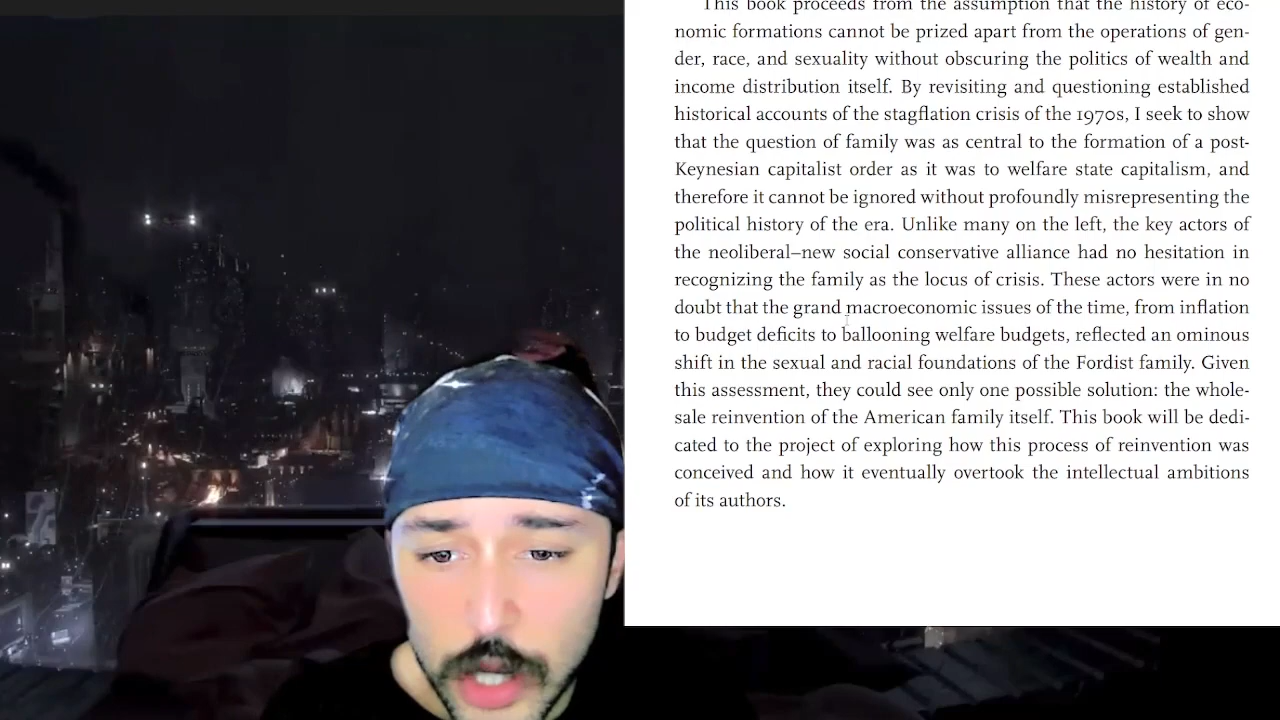 This book proceeds from the assumption that the history of eco-
nomic formations cannot be prized apart from the operations of gen-
der, race, and sexuality without obscuring the politics of wealth and
income distribution itself. By revisiting and questioning established
historical accounts of the stagflation crisis of the 1970s, I seek to show
that the question of family was as central to the formation of a post-
Keynesian capitalist order as it was to welfare state capitalism, and
therefore it cannot be ignored without profoundly misrepresenting the
political history of the era. Unlike many on the left, the key actors of
the neoliberal–new social conservative alliance had no hesitation in
recognizing the family as the locus of crisis. These actors were in no
doubt that the grand macroeconomic issues of the time, from inflation
to budget deficits to ballooning welfare budgets, reflected an ominous
shift in the sexual and racial foundations of the Fordist family. Given
this assessment, they could see only one possible solution: the whole-
sale reinvention of the American family itself. This book will be dedi-
cated to the project of exploring how this process of reinvention was
conceived and how it eventually overtook the intellectual ambitions
of its authors.